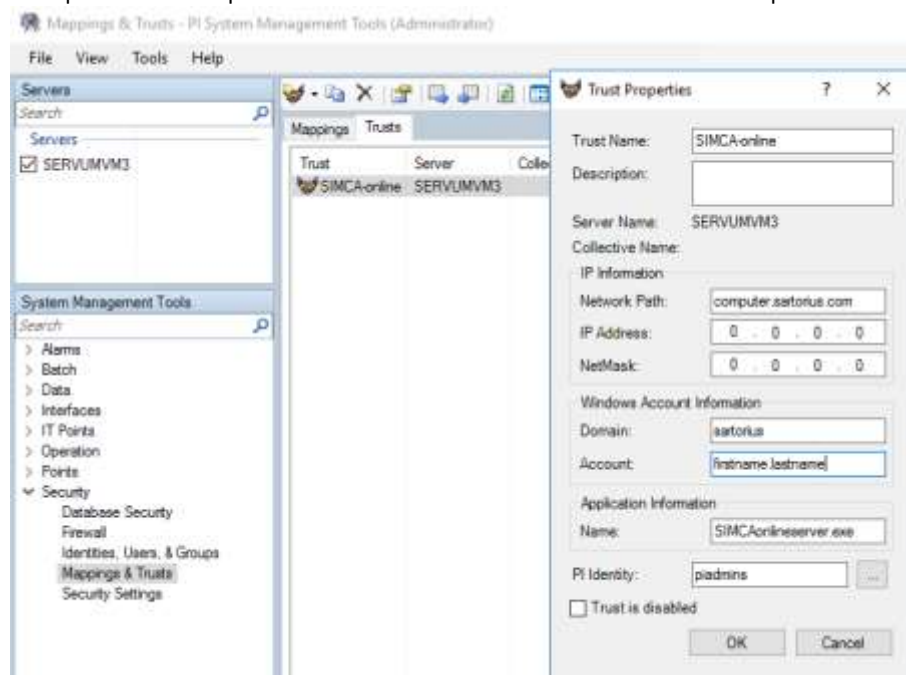 Mappings & Trusts - PI System Management Tools (Administrator)
File View Tools Help
Servers
Search
Servers
SERVUMVM3
System Management Tools
Search
Alarms
Batch
Data
Interfaces
IT Points
Operation
Points
Security
Database Security
Firewall
Identities, Users, & Groups
Mappings & Trusts
Security Settings
Mappings Trusts
Trust Server
SIMCA-online SERVUMVM3
Trust Properties ? X
Trust Name: SIMCA-online
Description:
Server Name: SERVUMVM3
Collective Name:
IP Information
Network Path: computer.sartorius.com
IP Address: 0 . 0 . 0 . 0
NetMask: 0 . 0 . 0 . 0
Windows Account Information
Domain: sartorius
Account: firstname.lastname
Application Information
Name: SIMCAonlineserver.exe
PI Identity: piadmins ...
Trust is disabled
OK Cancel